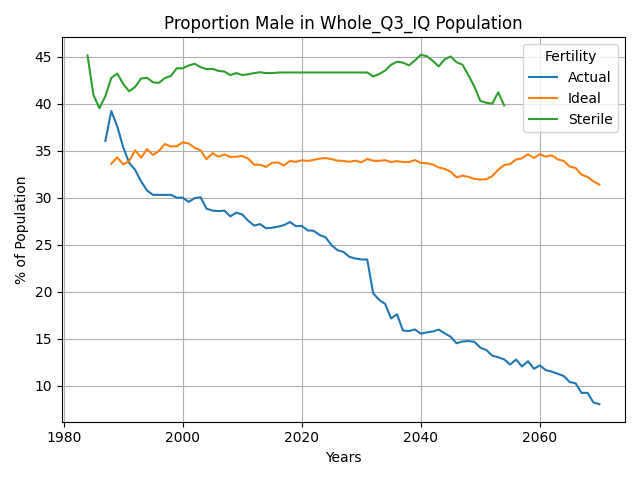 Proportion Male in Whole_Q3_IQ Population
% of Population
45
40
35
30
25
20
15
10
Fertility
Actual
Ideal
Sterile
1980
2000
2020
2040
2060
Years